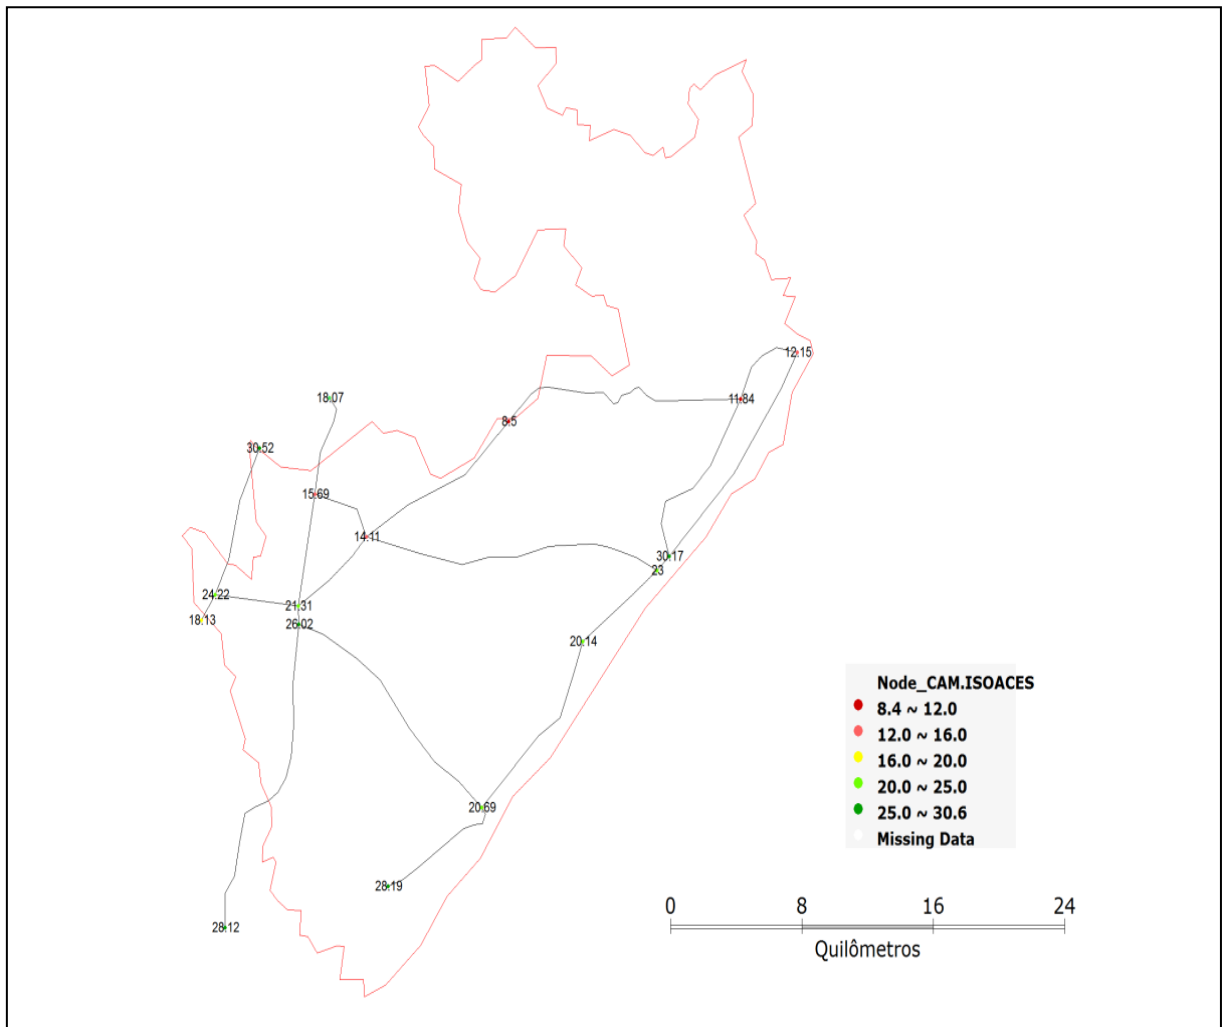 12.15
18.07
11.84
8.5
30.52
15.69
14.11
30.17
23
24.22
21.31
18.13
26.02
20.14
Node_CAM.ISOACES
8.4 ~ 12.0
12.0 ~ 16.0
16.0 ~ 20.0
20.0 ~ 25.0
25.0 ~ 30.6
Missing Data
20.69
28.19
28.12
0 8 16 24
Quilômetros